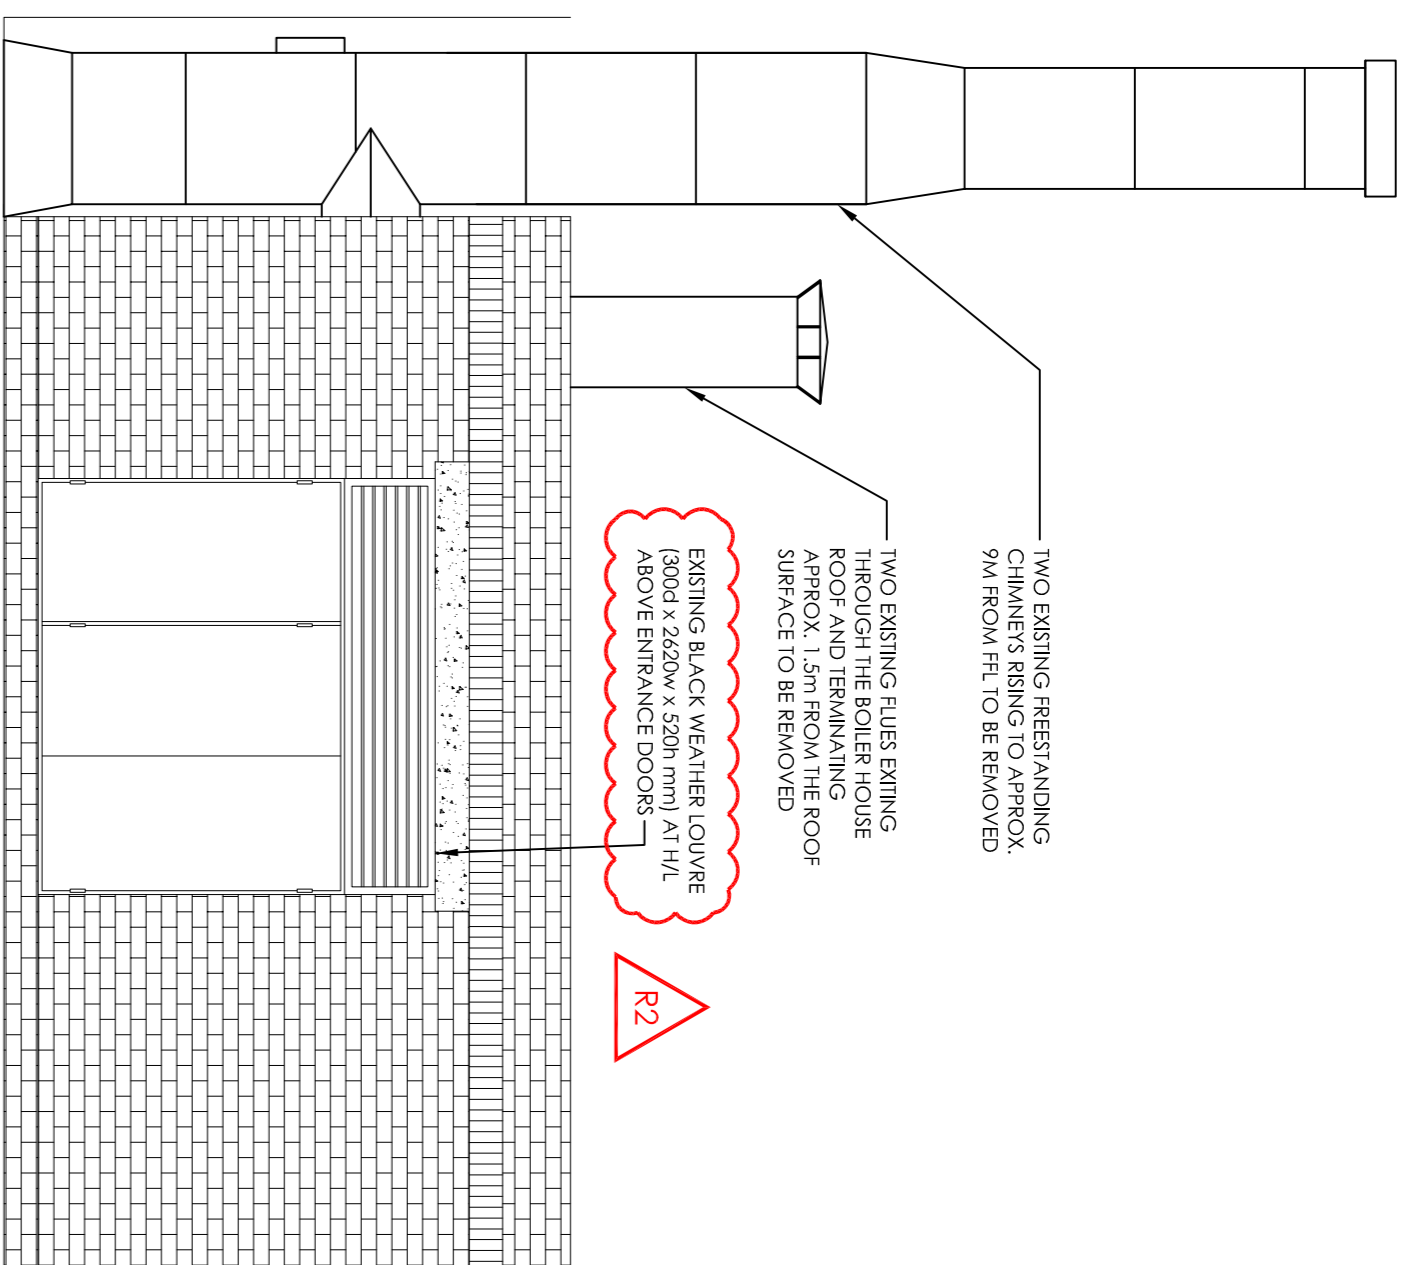 TWO EXISTING FREESTANDING
CHIMNEYS RISING TO APPROX.
9M FROM FFL TO BE REMOVED
TWO EXISTING FLUES EXITING
THROUGH THE BOILER HOUSE
ROOF AND TERMINATING
APPROX. 1.5m FROM THE ROOF
SURFACE TO BE REMOVED
EXISTING BLACK WEATHER LOUVRE
(300d x 2620w x 520h mm) AT H/L
ABOVE ENTRANCE DOORS
R2